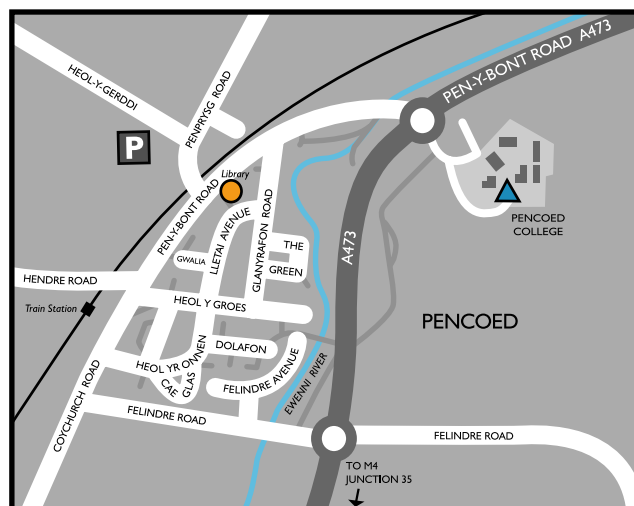 HEOL-Y-GERDDI
PENPRYSG ROAD
PEN-Y-BONT ROAD A473
P
Library
PEN-Y-BONT ROAD
PENCOED
COLLEGE
LLETAI AVENUE
GLANYRAFON ROAD
THE
GREEN
GWALIA
A473
HENDRE ROAD
HEOL Y GROES
Train Station
PENCOED
DOLAFON
HEOL YR ONNEN
CAE
GLAS
FELINDRE AVENUE
EWENNI RIVER
COYCHURCH ROAD
FELINDRE ROAD
FELINDRE ROAD
TO M4
JUNCTION 35